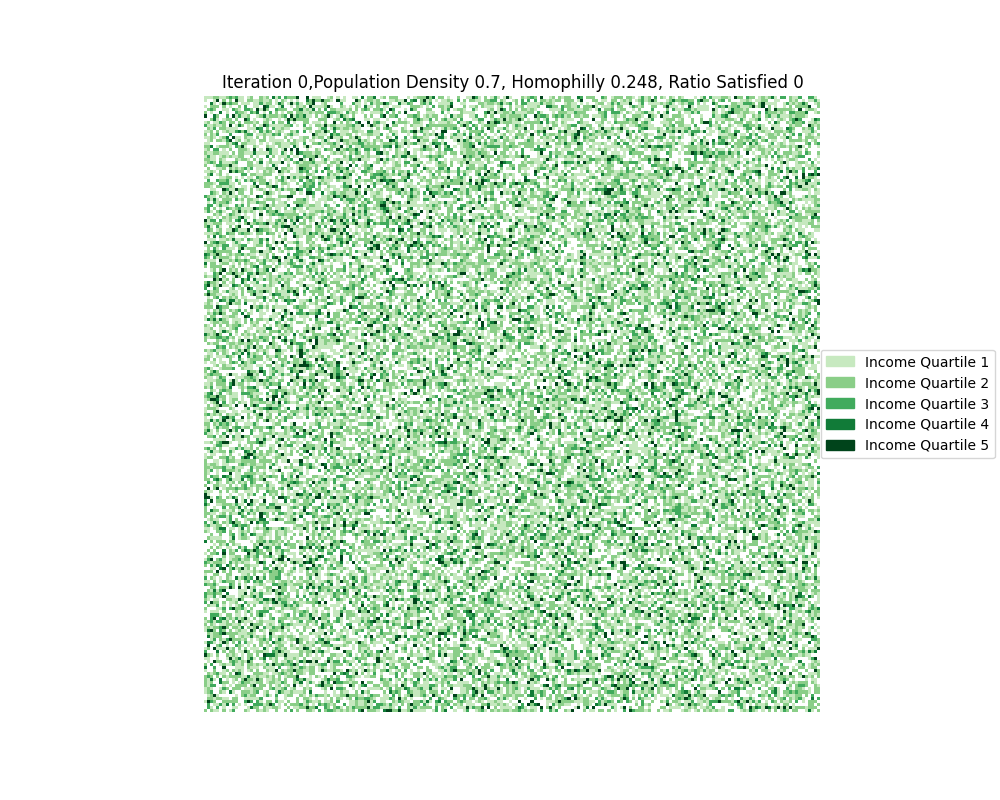 Iteration 0,Population Density 0.7, Homophilly 0.248, Ratio Satisfied 0
Income Quartile 1
Income Quartile 2
Income Quartile 3
Income Quartile 4
Income Quartile 5